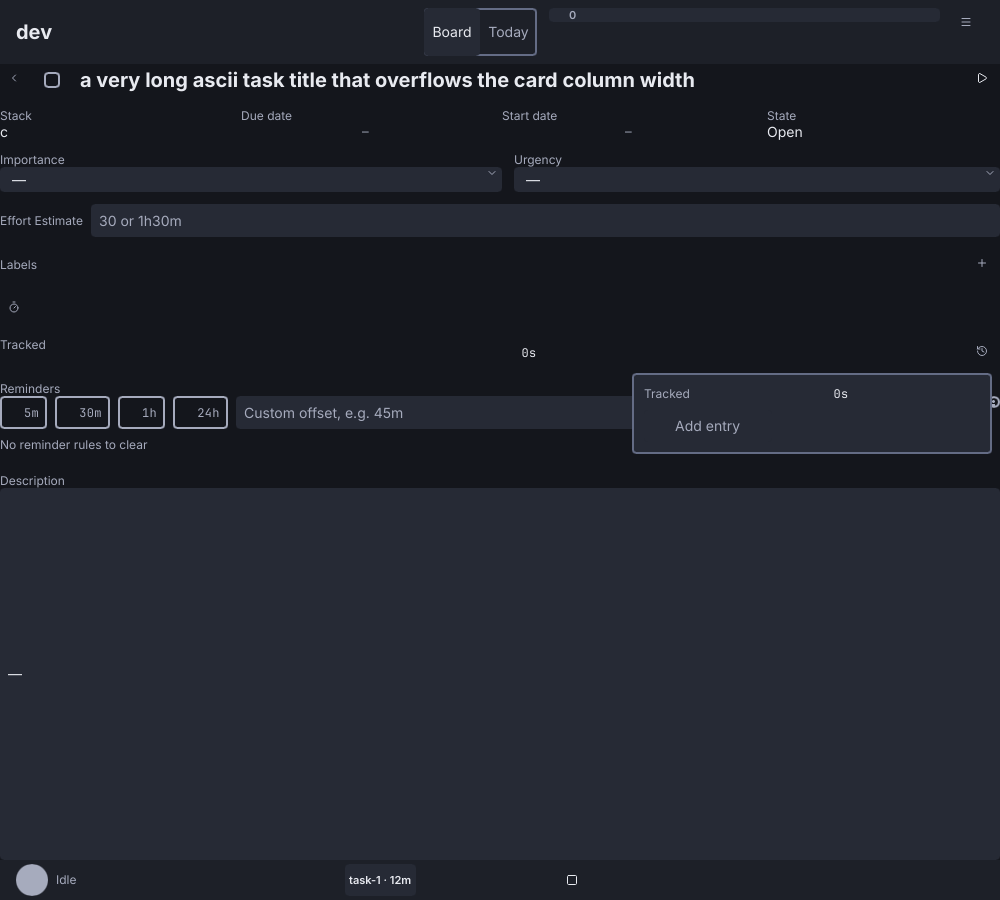 dev
Board Today
0
a very long ascii task title that overflows the card column width
Stack Due date Start date State
c – – Open
Importance Urgency
— —
Effort Estimate 30 or 1h30m
Labels +
Tracked
0s
Reminders
5m 30m 1h 24h Custom offset, e.g. 45m
Tracked 0s
Add entry
No reminder rules to clear
Description
—
Idle task-1 · 12m